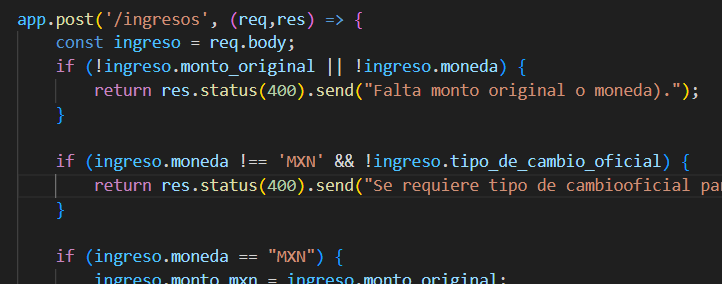 app.post('/ingresos', (req,res) => {
const ingreso = req.body;
if (!ingreso.monto_original || !ingreso.moneda) {
return res.status(400).send("Falta monto original o moneda).");
}
if (ingreso.moneda !== 'MXN' && !ingreso.tipo_de_cambio_oficial) {
return res.status(400).send("Se requiere tipo de cambiooficial
}
if (ingreso.moneda == "MXN") {
ingreso.monto_mxn = ingreso.monto_original;